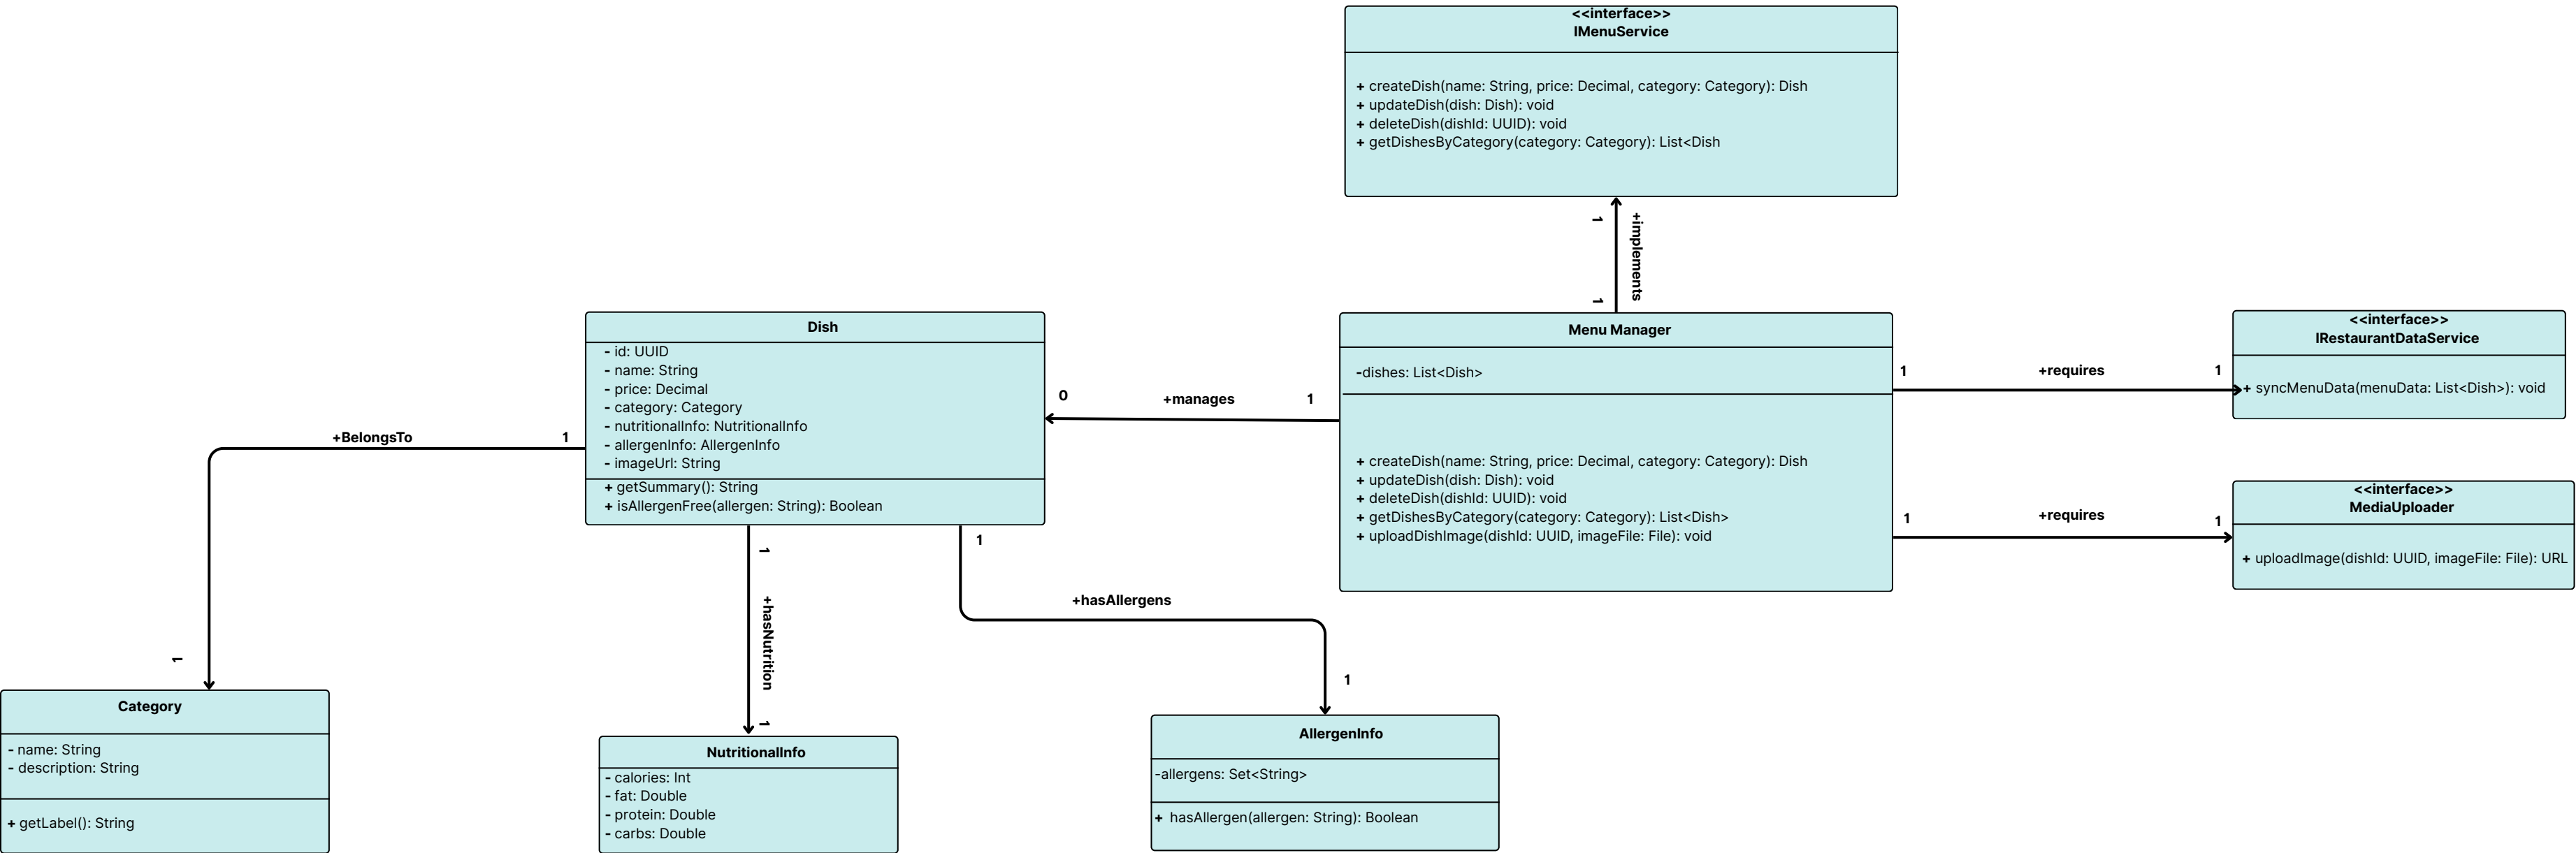 <<interface>>
IMenuService
+ createDish(name: String, price: Decimal, category: Category): Dish
+ updateDish(dish: Dish): void
+ deleteDish(dishId: UUID): void
+ getDishesByCategory(category: Category): List<Dish
1
+implements
1
Dish
- id: UUID
- name: String
- price: Decimal
- category: Category
- nutritionalInfo: NutritionalInfo
- allergenInfo: AllergenInfo
- imageUrl: String
+ getSummary(): String
+ isAllergenFree(allergen: String): Boolean
0
+manages
1
Menu Manager
-dishes: List<Dish>
+ createDish(name: String, price: Decimal, category: Category): Dish
+ updateDish(dish: Dish): void
+ deleteDish(dishId: UUID): void
+ getDishesByCategory(category: Category): List<Dish>
+ uploadDishImage(dishId: UUID, imageFile: File): void
1
+requires
1
<<interface>>
IRestaurantDataService
+ syncMenuData(menuData: List<Dish>): void
1
+requires
1
<<interface>>
MediaUploader
+ uploadImage(dishId: UUID, imageFile: File): URL
+BelongsTo
1
1
1
+hasNutrition
1
1
+hasAllergens
1
Category
- name: String
- description: String
+ getLabel(): String
NutritionalInfo
- calories: Int
- fat: Double
- protein: Double
- carbs: Double
AllergenInfo
-allergens: Set<String>
+ hasAllergen(allergen: String): Boolean